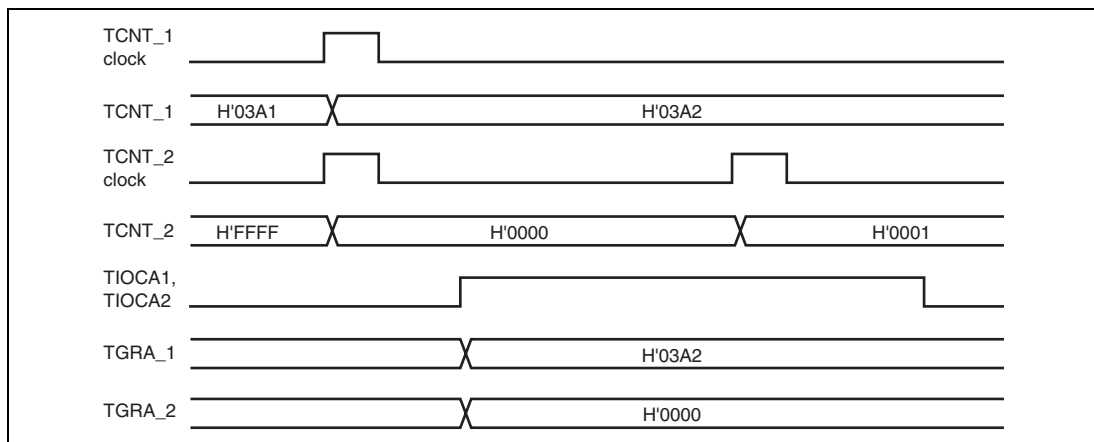 TCNT_1
clock
TCNT_1 H'03A1 H'03A2
TCNT_2
clock
TCNT_2 H'FFFF H'0000 H'0001
TIOCA1,
TIOCA2
TGRA_1 H'03A2
TGRA_2 H'0000